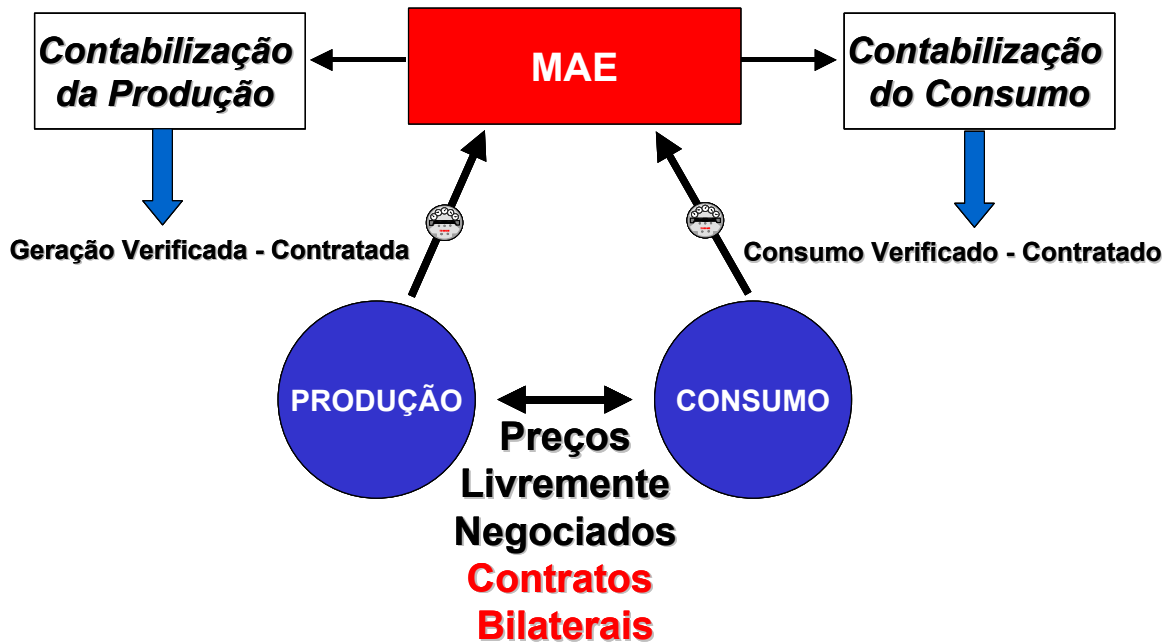 Contabilização
da Produção
MAE
Contabilização
do Consumo
Geração Verificada - Contratada
Consumo Verificado - Contratado
PRODUÇÃO
CONSUMO
Preços
Livremente
Negociados
Contratos
Bilaterais